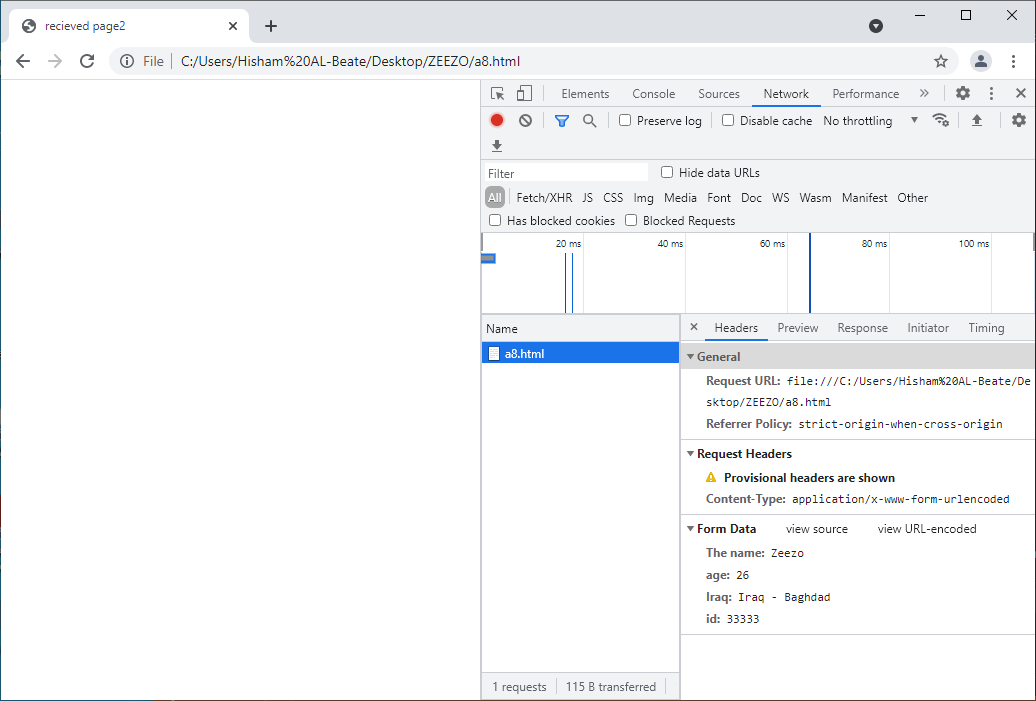 recieved page2
File C:/Users/Hisham%20AL-Beate/Desktop/ZEEZO/a8.html
Elements Console Sources Network Performance
Preserve log Disable cache No throttling
Filter Hide data URLs
All Fetch/XHR JS CSS Img Media Font Doc WS Wasm Manifest Other
Has blocked cookies Blocked Requests
20 ms 40 ms 60 ms 80 ms 100 ms
Name
a8.html
1 requests 115 B transferred
Headers Preview Response Initiator Timing
General
Request URL: file:///C:/Users/Hisham%20AL-Beate/De
sktop/ZEEZO/a8.html
Referrer Policy: strict-origin-when-cross-origin
Request Headers
Provisional headers are shown
Content-Type: application/x-www-form-urlencoded
Form Data view source view URL-encoded
The name: Zeezo
age: 26
Iraq: Iraq - Baghdad
id: 33333